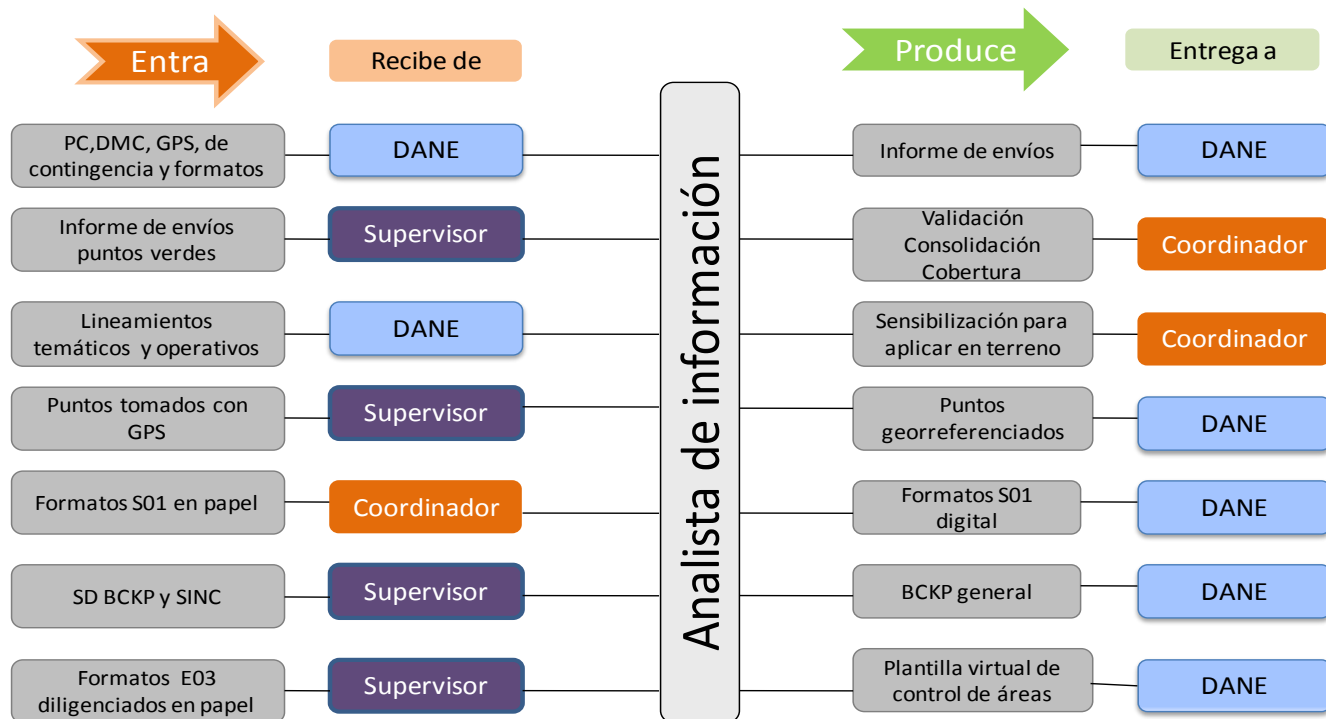 Entra
Recibe de
Produce
Entrega a
PC,DMC, GPS, de
contingencia y formatos
DANE
Informe de envíos
DANE
Informe de envíos
puntos verdes
Supervisor
Validación
Consolidación
Cobertura
Coordinador
Lineamientos
temáticos y operativos
DANE
Sensibilización para
aplicar en terreno
Coordinador
Puntos tomados con
GPS
Supervisor
Puntos
georreferenciados
DANE
Formatos S01 en papel
Coordinador
Formatos S01
digital
DANE
SD BCKP y SINC
Supervisor
BCKP general
DANE
Formatos E03
diligenciados en papel
Supervisor
Plantilla virtual de
control de áreas
DANE
Analista de información